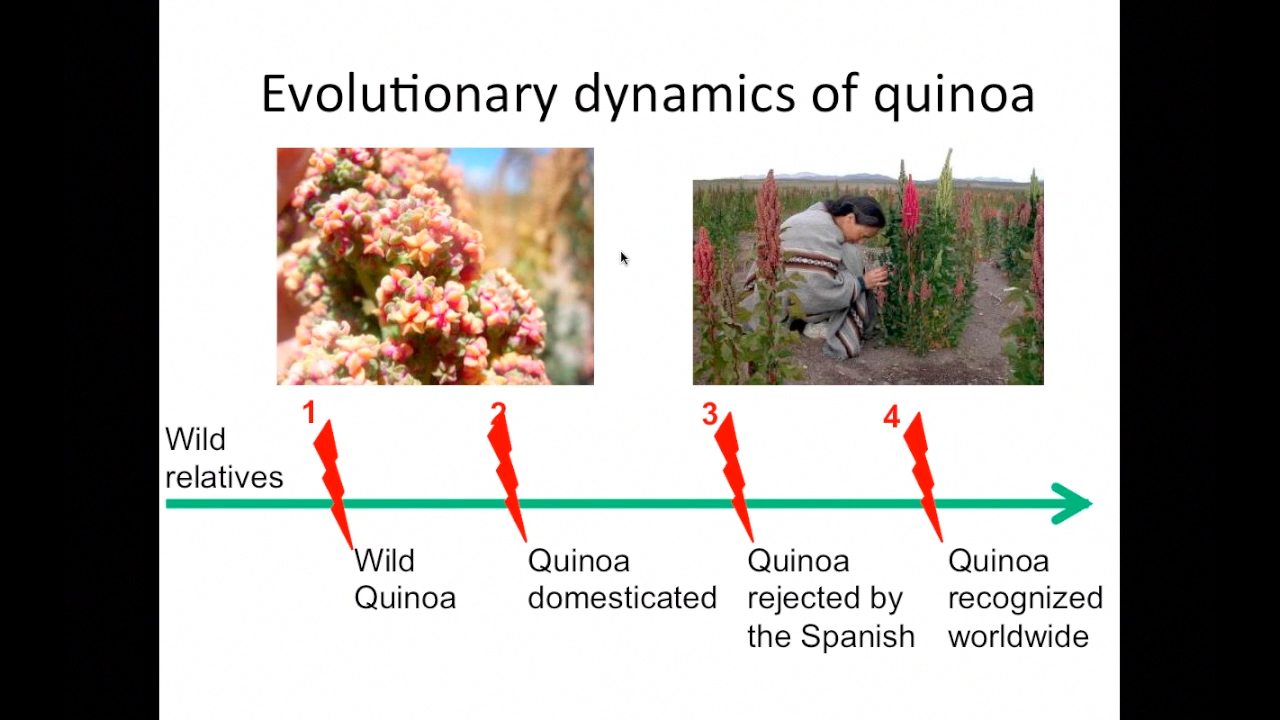 Evolutionary dynamics of quinoa
1
2
3
4
Wild
relatives
Wild
Quinoa
Quinoa
domesticated
Quinoa
rejected by
the Spanish
Quinoa
recognized
worldwide